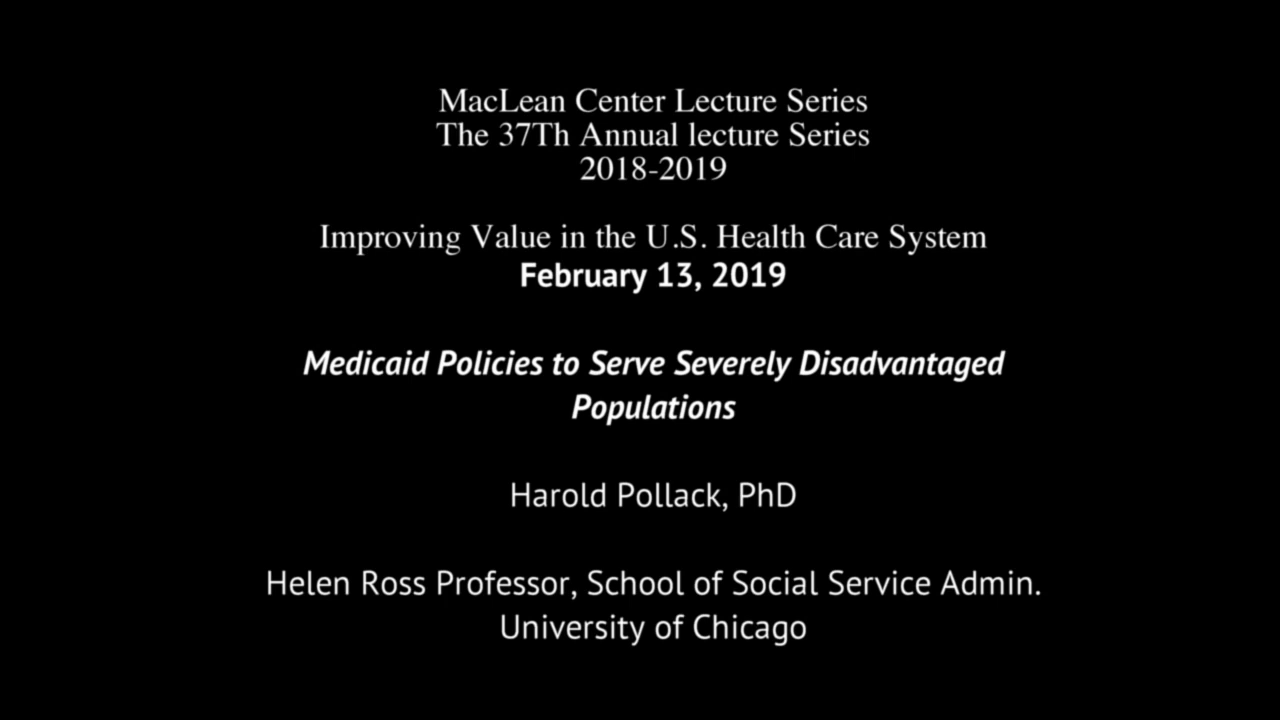 MacLean Center Lecture Series
The 37Th Annual lecture Series
2018-2019
Improving Value in the U.S. Health Care System
February 13, 2019
Medicaid Policies to Serve Severely Disadvantaged
Populations
Harold Pollack, PhD
Helen Ross Professor, School of Social Service Admin.
University of Chicago